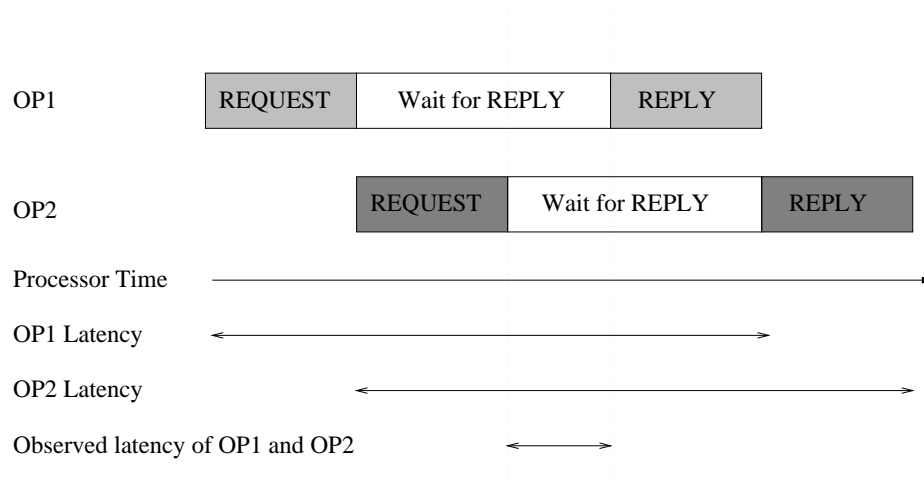 OP1 REQUEST Wait for REPLY REPLY
OP2 REQUEST Wait for REPLY REPLY
Processor Time
OP1 Latency
OP2 Latency
Observed latency of OP1 and OP2